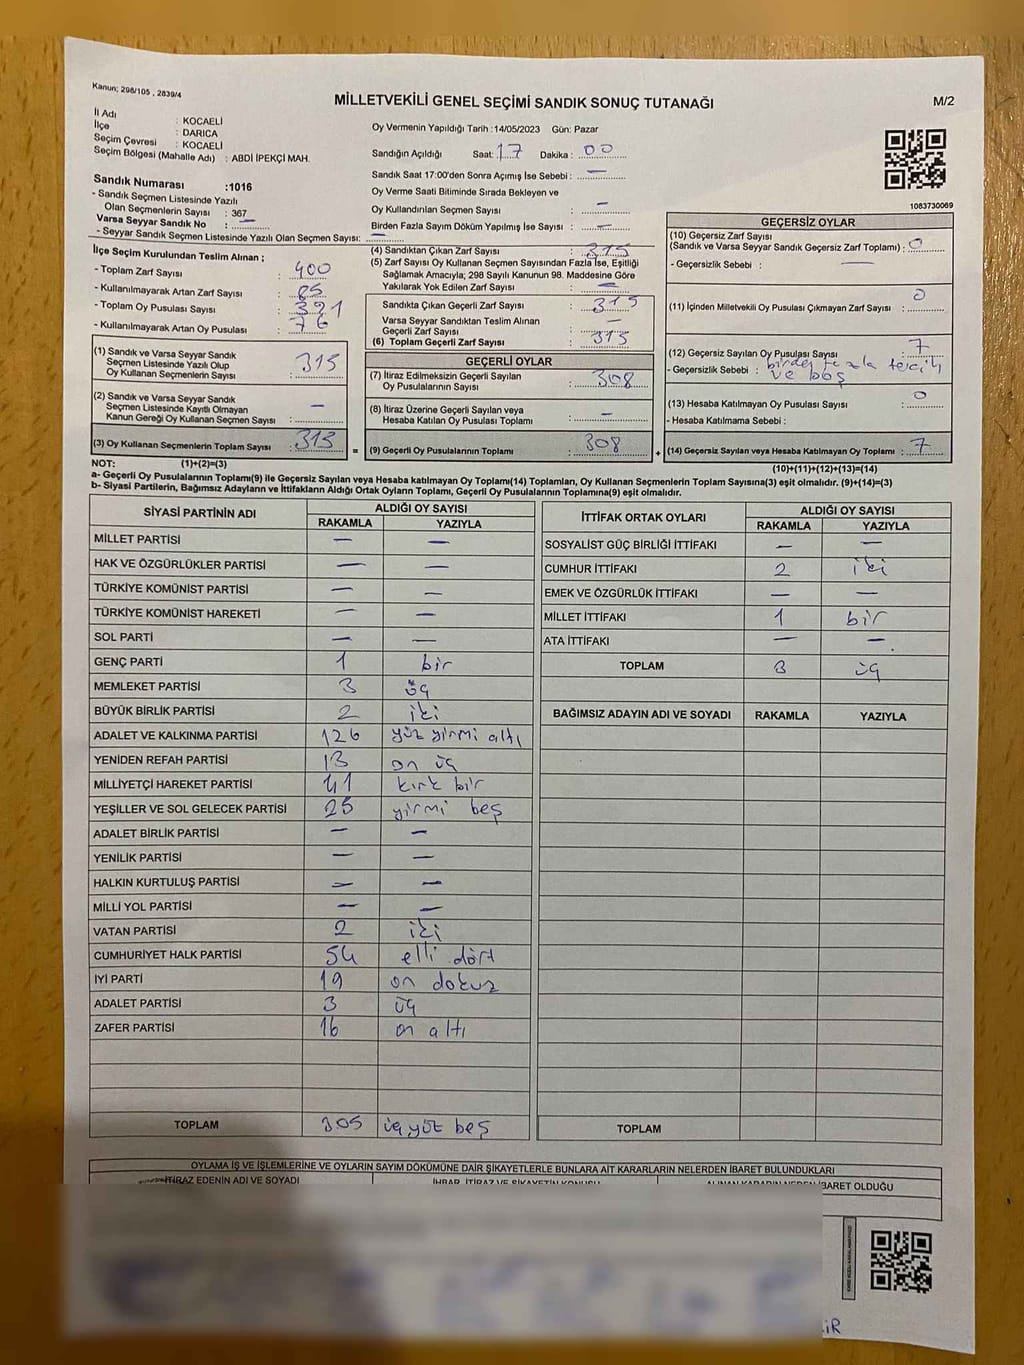 Kanun; 298/105 , 2839/4
MİLLETVEKİLİ GENEL SEÇİMİ SANDIK SONUÇ TUTANAĞI
M/2
İl Adı : KOCAELİ
İlçe : DARICA
Seçim Çevresi : KOCAELİ
Seçim Bölgesi (Mahalle Adı) : ABDİ İPEKÇİ MAH.
Sandık Numarası :1016
- Sandık Seçmen Listesinde Yazılı
Olan Seçmenlerin Sayısı : 367
Varsa Seyyar Sandık No : —
- Seyyar Sandık Seçmen Listesinde Yazılı Olan Seçmen Sayısı: —
Oy Vermenin Yapıldığı Tarih :14/05/2023 Gün: Pazar
Sandığın Açıldığı Saat: 17 Dakika : 00
Sandık Saat 17:00'den Sonra Açımış İse Sebebi : —
Oy Verme Saati Bitiminde Sırada Bekleyen ve
Oy Kullandırılan Seçmen Sayısı : —
Birden Fazla Sayım Döküm Yapılmış İse Sayısı : —
1083730069
İlçe Seçim Kurulundan Teslim Alınan ;
- Toplam Zarf Sayısı : 400
- Kullanılmayarak Artan Zarf Sayısı : 85
- Toplam Oy Pusulası Sayısı : 391
- Kullanılmayarak Artan Oy Pusulası : 76
(4) Sandıktan Çıkan Zarf Sayısı : 315
(5) Zarf Sayısı Oy Kullanan Seçmen Sayısından Fazla İse, Eşitliği
Sağlamak Amacıyla; 298 Sayılı Kanunun 98. Maddesine Göre
Yakılarak Yok Edilen Zarf Sayısı : —
Sandıkta Çıkan Geçerli Zarf Sayısı : 315
Varsa Seyyar Sandıktan Teslim Alınan
Geçerli Zarf Sayısı : —
(6) Toplam Geçerli Zarf Sayısı : 315
GEÇERSİZ OYLAR
(10) Geçersiz Zarf Sayısı
(Sandık ve Varsa Seyyar Sandık Geçersiz Zarf Toplamı) : 0
- Geçersizlik Sebebi : —
(11) İçinden Milletvekili Oy Pusulası Çıkmayan Zarf Sayısı : 0
(12) Geçersiz Sayılan Oy Pusulası Sayısı : 7
- Geçersizlik Sebebi : birden fazla tercih
ve boş
(13) Hesaba Katılmayan Oy Pusulası Sayısı : 0
- Hesaba Katılmama Sebebi :
(14) Geçersiz Sayılan veya Hesaba Katılmayan Oy Toplamı : 7
(1) Sandık ve Varsa Seyyar Sandık
Seçmen Listesinde Yazılı Olup
Oy Kullanan Seçmenlerin Sayısı : 315
(2) Sandık ve Varsa Seyyar Sandık
Seçmen Listesinde Kayıtlı Olmayan
Kanun Gereği Oy Kullanan Seçmen Sayısı : —
(3) Oy Kullanan Seçmenlerin Toplam Sayısı : 315
=
GEÇERLİ OYLAR
(7) İtiraz Edilmeksizin Geçerli Sayılan
Oy Pusulalarının Sayısı : 308
(8) İtiraz Üzerine Geçerli Sayılan veya
Hesaba Katılan Oy Pusulası Toplamı : —
(9) Geçerli Oy Pusulalarının Toplamı : 308
+
NOT: (1)+(2)=(3)
(10)+(11)+(12)+(13)=(14)
a- Geçerli Oy Pusulalarının Toplamı(9) ile Geçersiz Sayılan veya Hesaba katılmayan Oy Toplamı(14) Toplamları, Oy Kullanan Seçmenlerin Toplam Sayısına(3) eşit olmalıdır. (9)+(14)=(3)
b- Siyasi Partilerin, Bağımsız Adayların ve İttifakların Aldığı Ortak Oyların Toplamı, Geçerli Oy Pusulalarının Toplamına(9) eşit olmalıdır.
SİYASİ PARTİNİN ADI ALDIĞI OY SAYISI
RAKAMLA YAZIYLA
MİLLET PARTİSİ — —
HAK VE ÖZGÜRLÜKLER PARTİSİ — —
TÜRKİYE KOMÜNİST PARTİSİ — —
TÜRKİYE KOMÜNİST HAREKETİ — —
SOL PARTİ — —
GENÇ PARTİ 1 bir
MEMLEKET PARTİSİ 3 üç
BÜYÜK BİRLİK PARTİSİ 2 iki
ADALET VE KALKINMA PARTİSİ 126 yüz yirmi altı
YENİDEN REFAH PARTİSİ 13 on üç
MİLLİYETÇİ HAREKET PARTİSİ 41 kırk bir
YEŞİLLER VE SOL GELECEK PARTİSİ 25 yirmi beş
ADALET BİRLİK PARTİSİ — —
YENİLİK PARTİSİ — —
HALKIN KURTULUŞ PARTİSİ — —
MİLLİ YOL PARTİSİ — —
VATAN PARTİSİ 2 iki
CUMHURİYET HALK PARTİSİ 54 elli dört
İYİ PARTİ 19 on dokuz
ADALET PARTİSİ 3 üç
ZAFER PARTİSİ 16 on altı
TOPLAM 305 üçyüz beş
İTTİFAK ORTAK OYLARI ALDIĞI OY SAYISI
RAKAMLA YAZIYLA
SOSYALİST GÜÇ BİRLİĞİ İTTİFAKI — —
CUMHUR İTTİFAKI 2 iki
EMEK VE ÖZGÜRLÜK İTTİFAKI — —
MİLLET İTTİFAKI 1 bir
ATA İTTİFAKI — —
TOPLAM 3 üç
BAĞIMSIZ ADAYIN ADI VE SOYADI RAKAMLA YAZIYLA
TOPLAM
OYLAMA İŞ VE İŞLEMLERİNE VE OYLARIN SAYIM DÖKÜMÜNE DAİR ŞİKAYETLERLE BUNLARA AİT KARARLARIN NELERDEN İBARET BULUNDUKLARI
İTİRAZ EDENİN ADI VE SOYADI İHBAR, İTİRAZ VE ŞİKAYETİN KONUSU ALINAN KARARIN NEDEN İBARET OLDUĞU